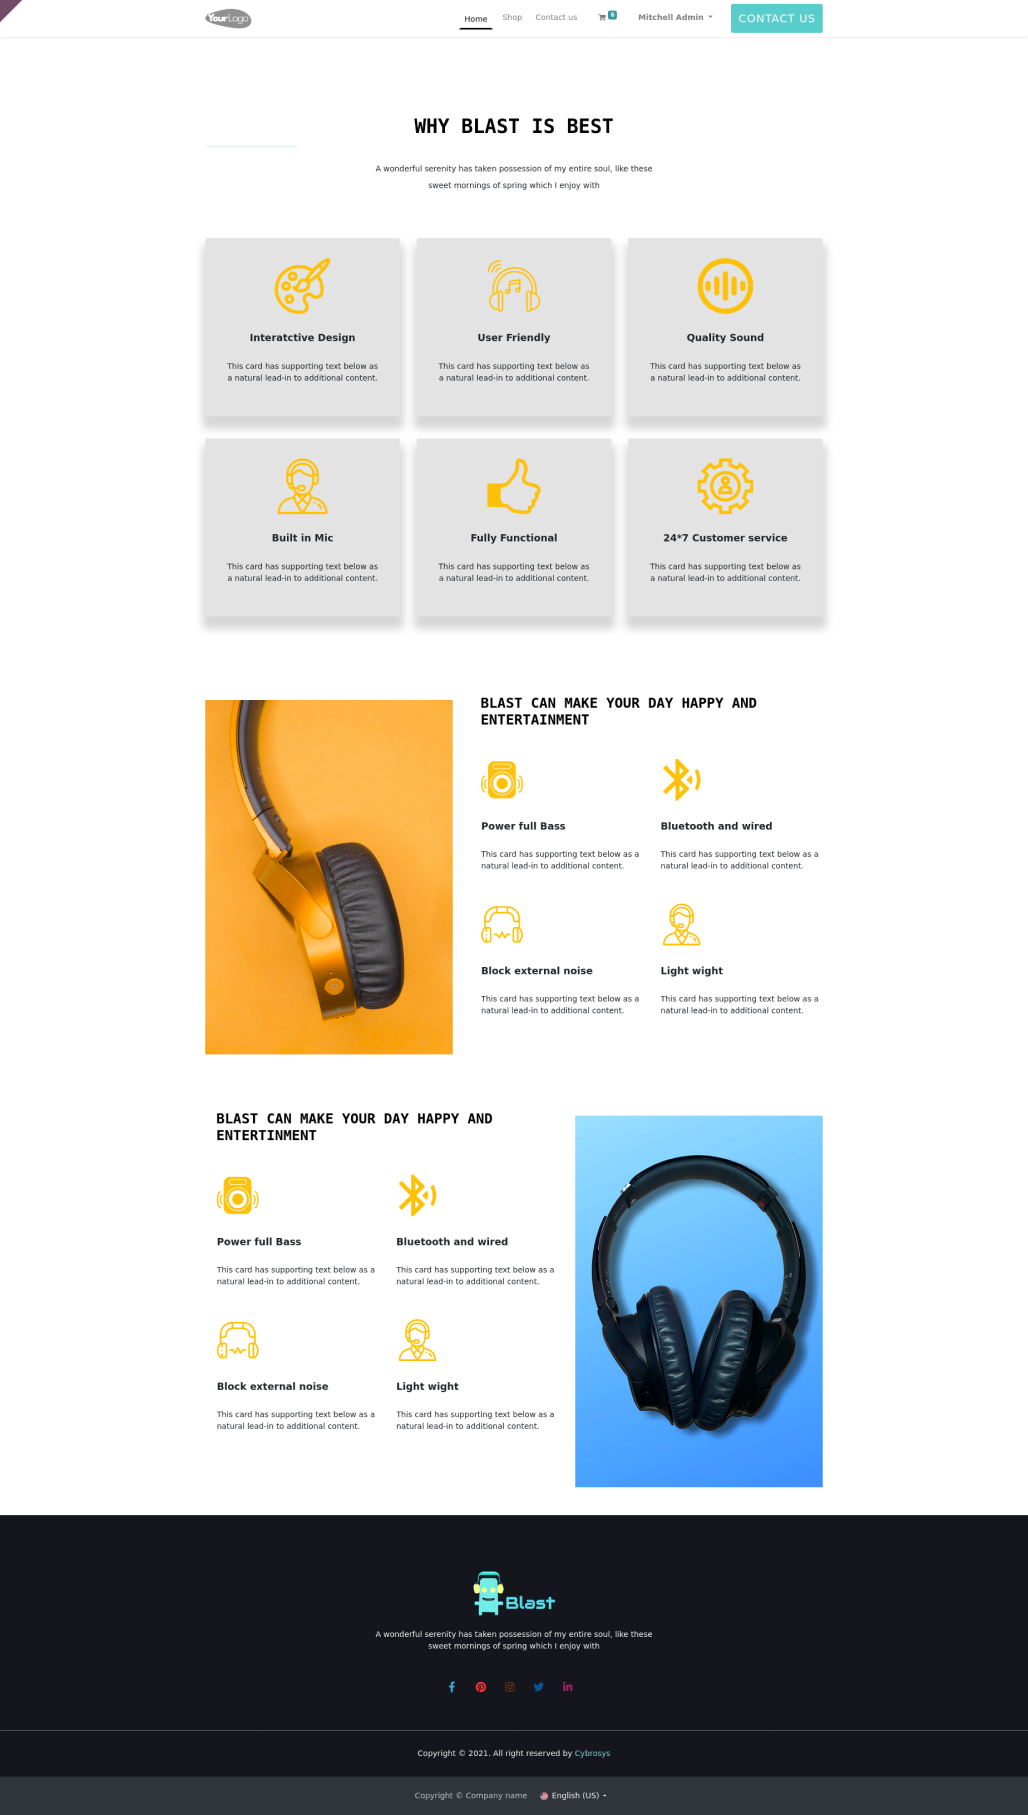 YourLogo
Home
Shop
Contact us
6
Mitchell Admin
CONTACT US
WHY BLAST IS BEST
A wonderful serenity has taken possession of my entire soul, like these
sweet mornings of spring which I enjoy with
Interatctive Design
This card has supporting text below as
a natural lead-in to additional content.
User Friendly
This card has supporting text below as
a natural lead-in to additional content.
Quality Sound
This card has supporting text below as
a natural lead-in to additional content.
Built in Mic
This card has supporting text below as
a natural lead-in to additional content.
Fully Functional
This card has supporting text below as
a natural lead-in to additional content.
24*7 Customer service
This card has supporting text below as
a natural lead-in to additional content.
BLAST CAN MAKE YOUR DAY HAPPY AND
ENTERTAINMENT
Power full Bass
This card has supporting text below as a
natural lead-in to additional content.
Bluetooth and wired
This card has supporting text below as a
natural lead-in to additional content.
Block external noise
This card has supporting text below as a
natural lead-in to additional content.
Light wight
This card has supporting text below as a
natural lead-in to additional content.
BLAST CAN MAKE YOUR DAY HAPPY AND
ENTERTINMENT
Power full Bass
This card has supporting text below as a
natural lead-in to additional content.
Bluetooth and wired
This card has supporting text below as a
natural lead-in to additional content.
Block external noise
This card has supporting text below as a
natural lead-in to additional content.
Light wight
This card has supporting text below as a
natural lead-in to additional content.
Blast
A wonderful serenity has taken possession of my entire soul, like these
sweet mornings of spring which I enjoy with
Copyright © 2021. All right reserved by Cybrosys
Copyright © Company name
English (US)